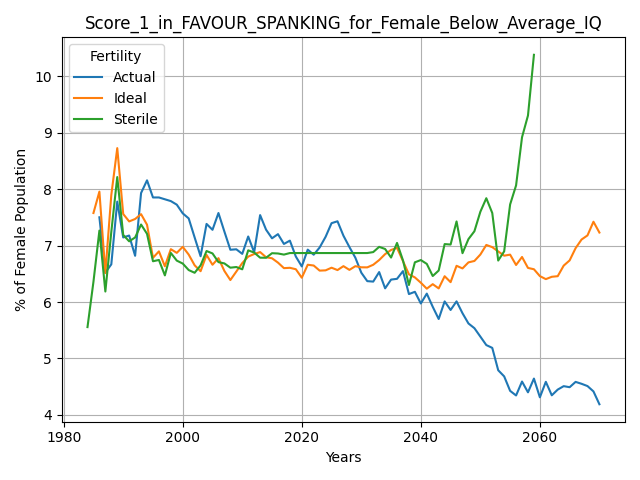 Score_1_in_FAVOUR_SPANKING_for_Female_Below_Average_IQ
Fertility
Actual
Ideal
Sterile
% of Female Population
10
9
8
7
6
5
4
1980 2000 2020 2040 2060
Years